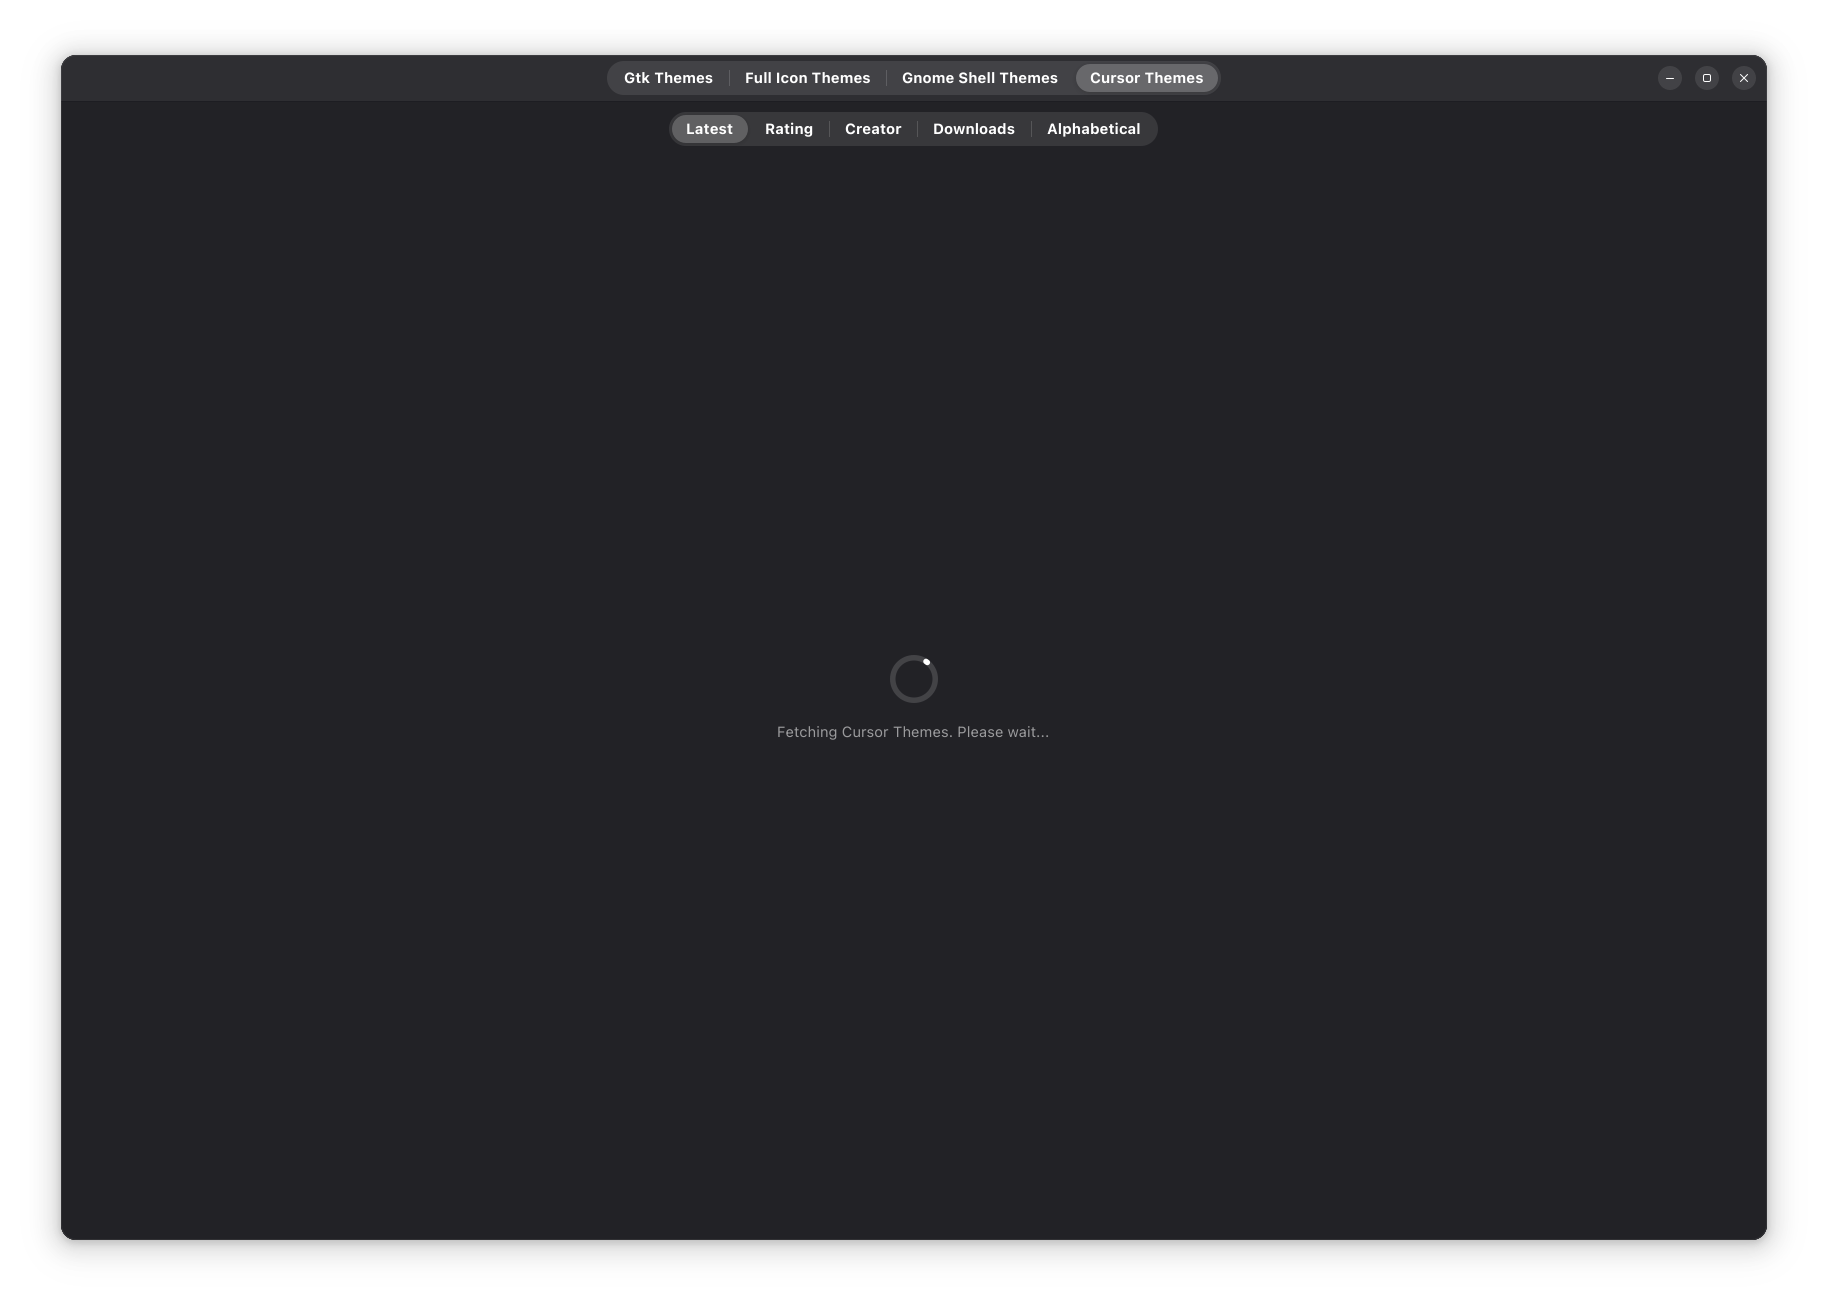 Gtk Themes Full Icon Themes Gnome Shell Themes Cursor Themes
Latest Rating Creator Downloads Alphabetical
Fetching Cursor Themes. Please wait...